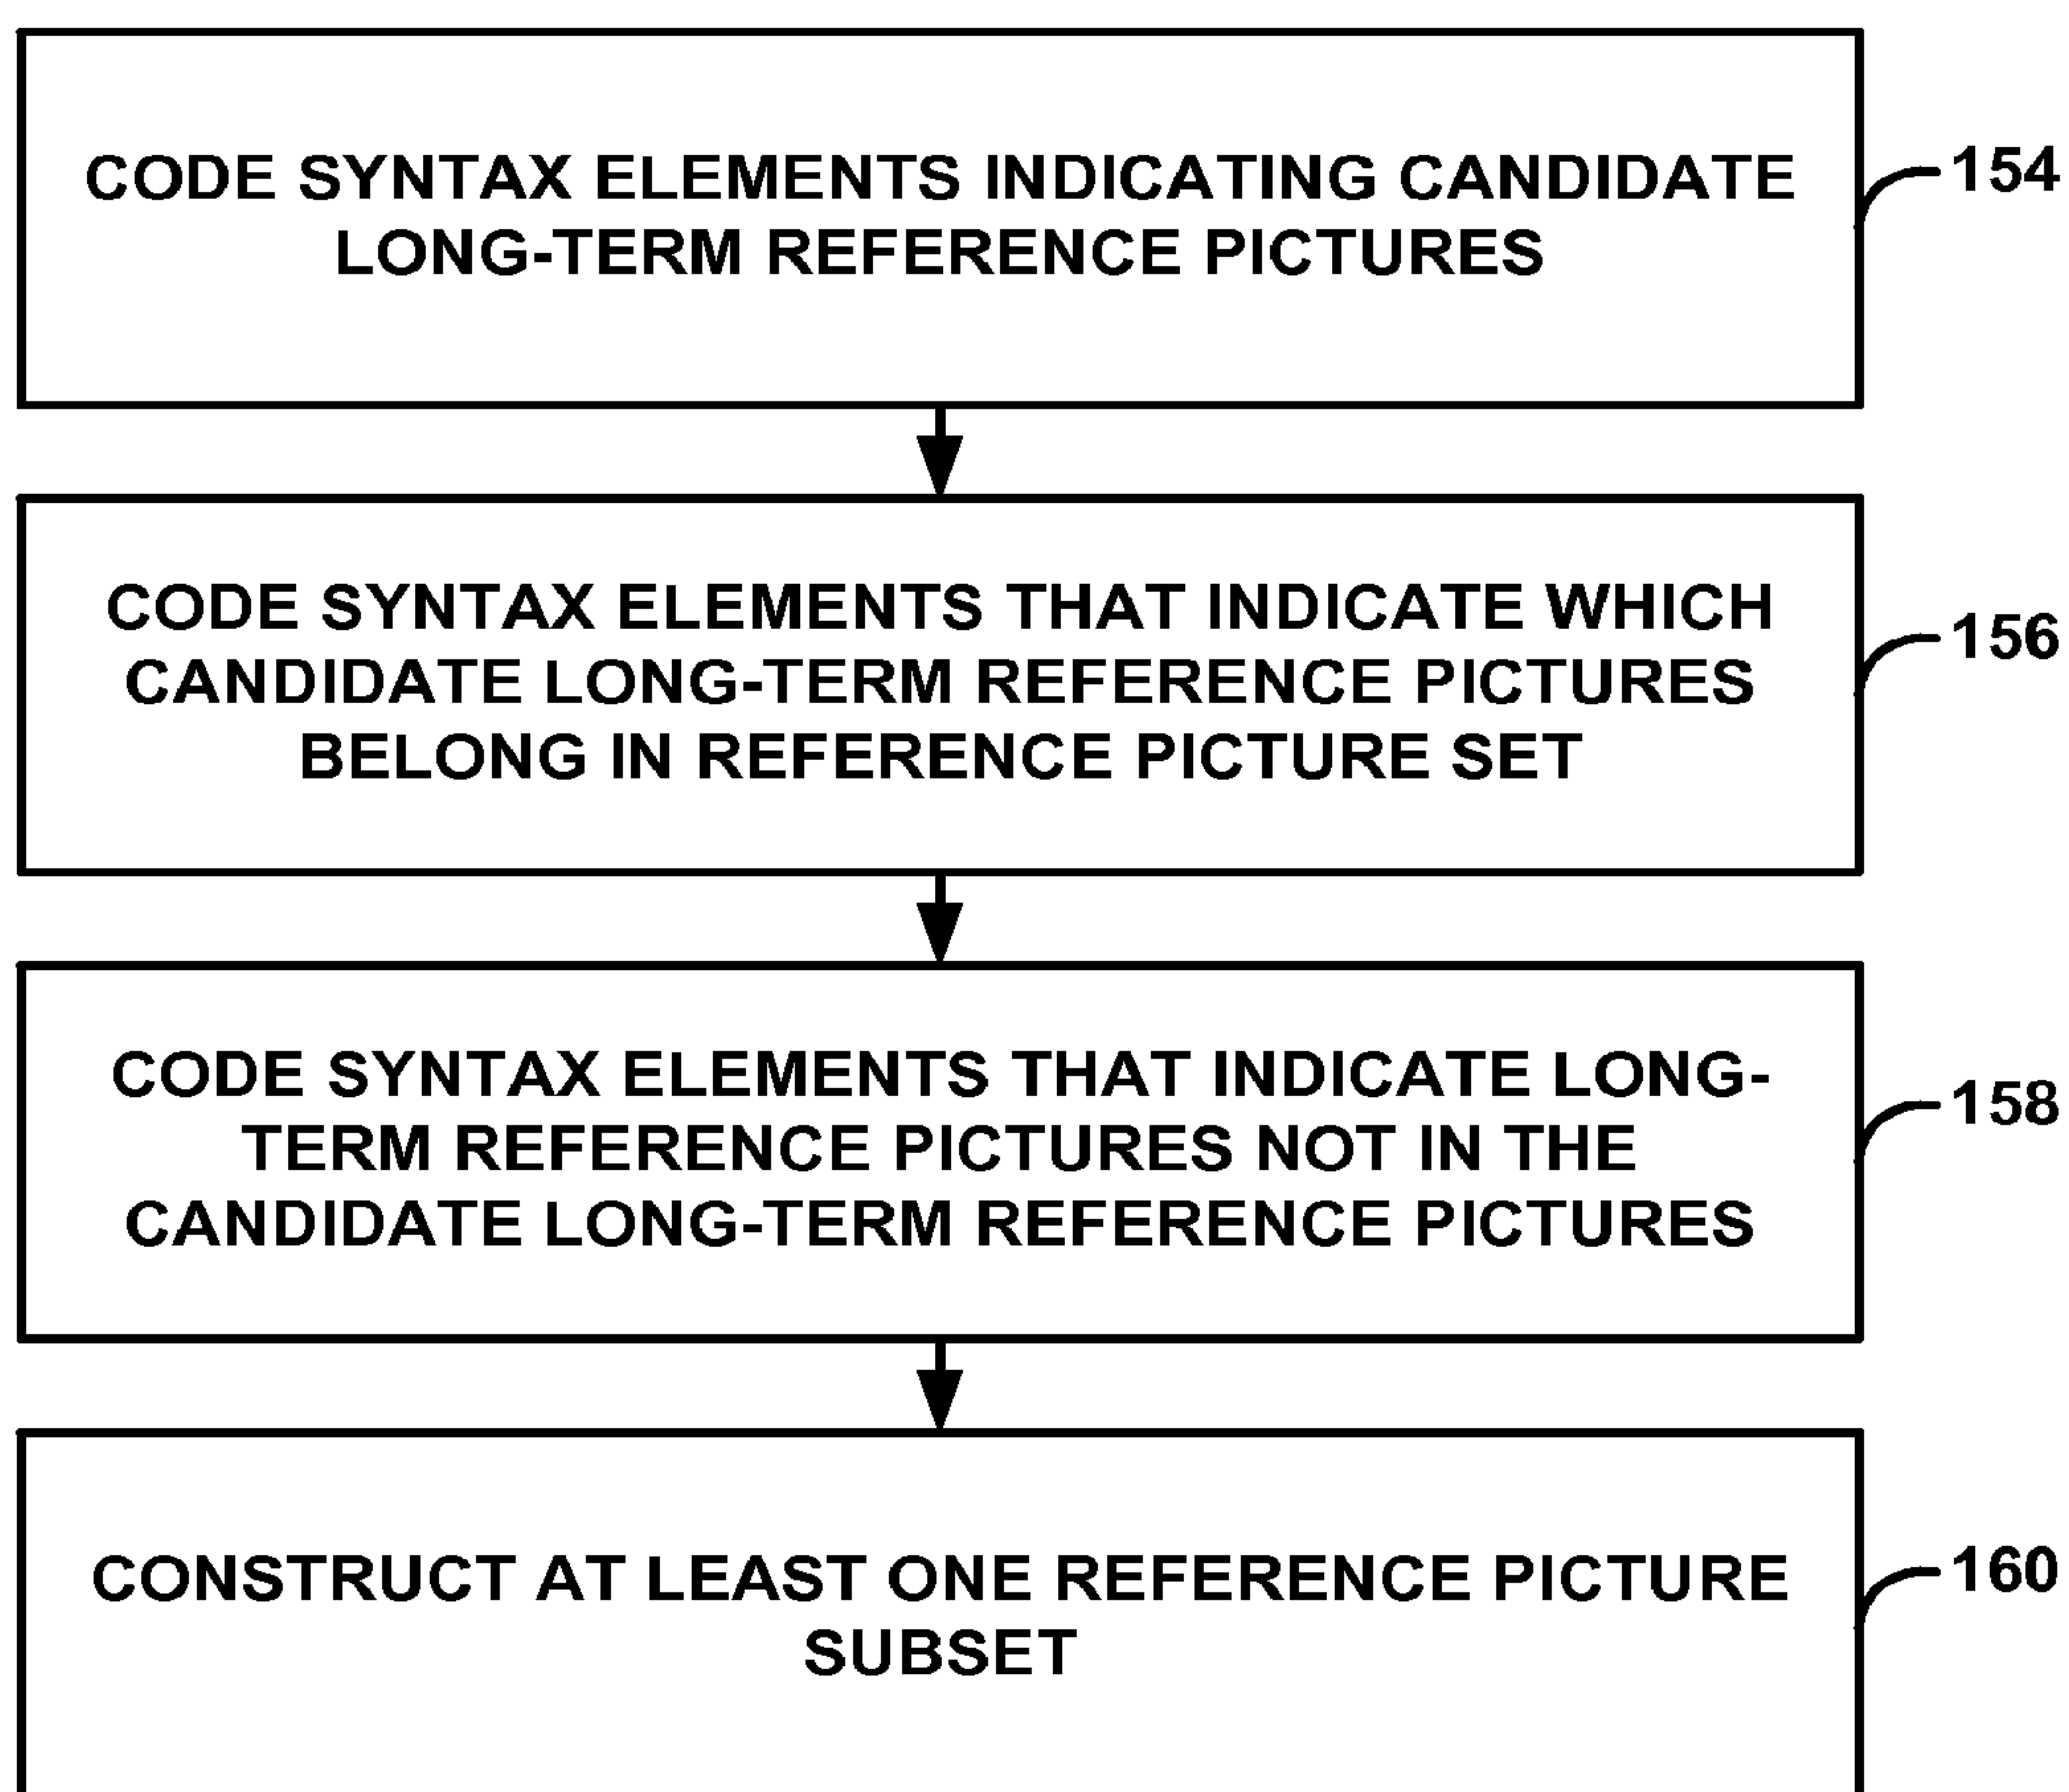 CODE SYNTAX ELEMENTS INDICATING CANDIDATE
LONG-TERM REFERENCE PICTURES
154
CODE SYNTAX ELEMENTS THAT INDICATE WHICH
CANDIDATE LONG-TERM REFERENCE PICTURES
BELONG IN REFERENCE PICTURE SET
156
CODE SYNTAX ELEMENTS THAT INDICATE LONG-
TERM REFERENCE PICTURES NOT IN THE
CANDIDATE LONG-TERM REFERENCE PICTURES
158
CONSTRUCT AT LEAST ONE REFERENCE PICTURE
SUBSET
160